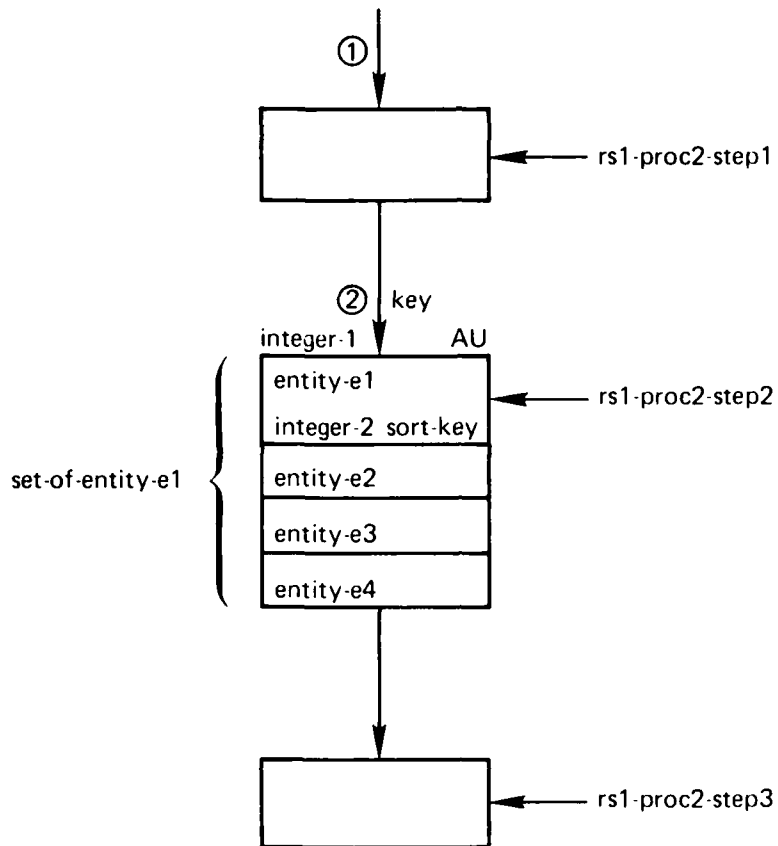 ①
rs1-proc2-step1
② key
integer-1 AU
entity-e1
rs1-proc2-step2
integer-2 sort-key
set-of-entity-e1
entity-e2
entity-e3
entity-e4
rs1-proc2-step3